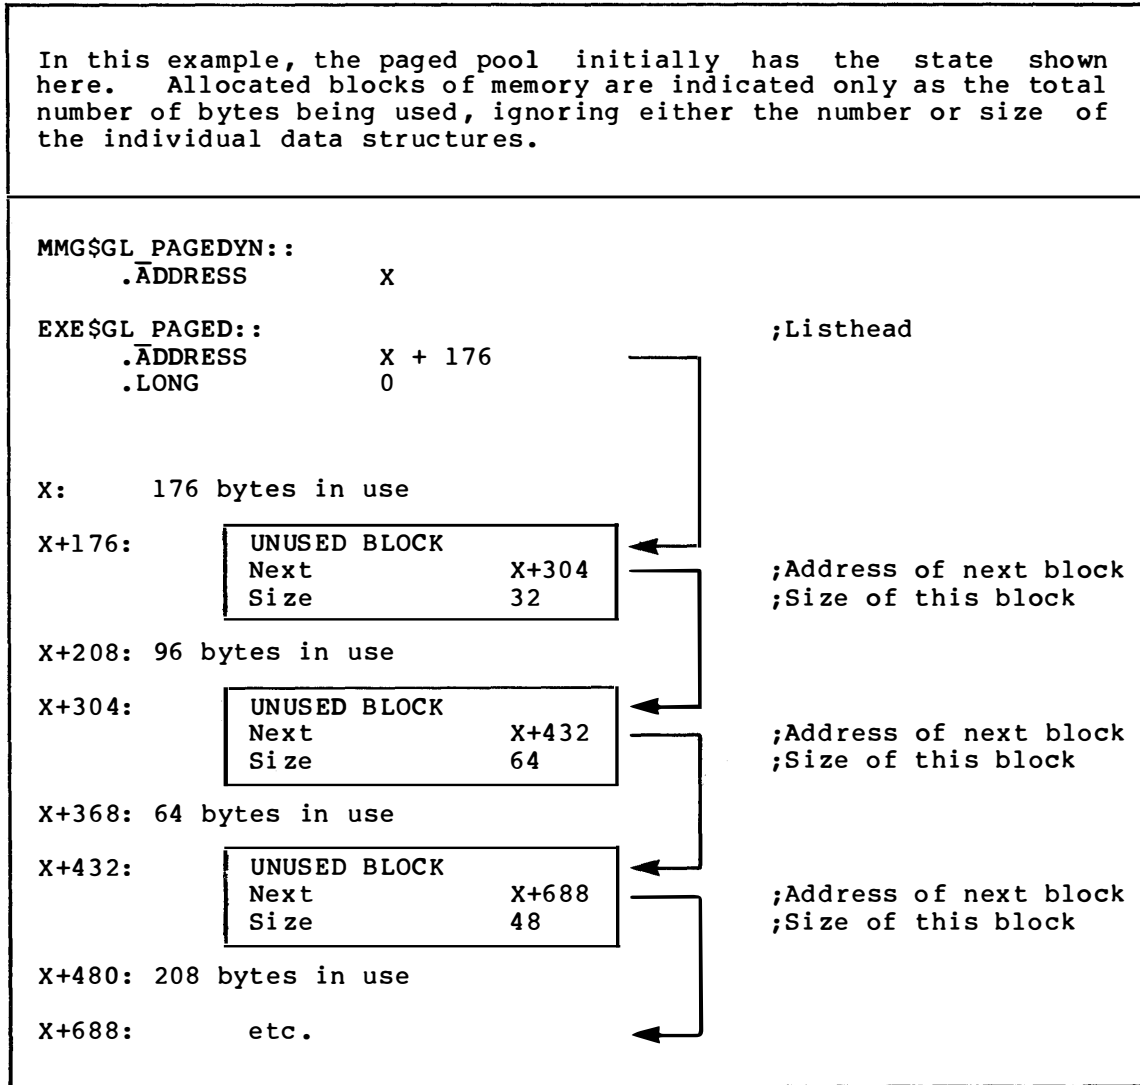 In this example, the paged pool initially has the state shown
here. Allocated blocks of memory are indicated only as the total
number of bytes being used, ignoring either the number or size of
the individual data structures.
MMG$GL_PAGEDYN::
.ADDRESS X
EXE$GL_PAGED:: ;Listhead
.ADDRESS X + 176
.LONG 0
X: 176 bytes in use
X+176: UNUSED BLOCK
Next X+304 ;Address of next block
Size 32 ;Size of this block
X+208: 96 bytes in use
X+304: UNUSED BLOCK
Next X+432 ;Address of next block
Size 64 ;Size of this block
X+368: 64 bytes in use
X+432: UNUSED BLOCK
Next X+688 ;Address of next block
Size 48 ;Size of this block
X+480: 208 bytes in use
X+688: etc.